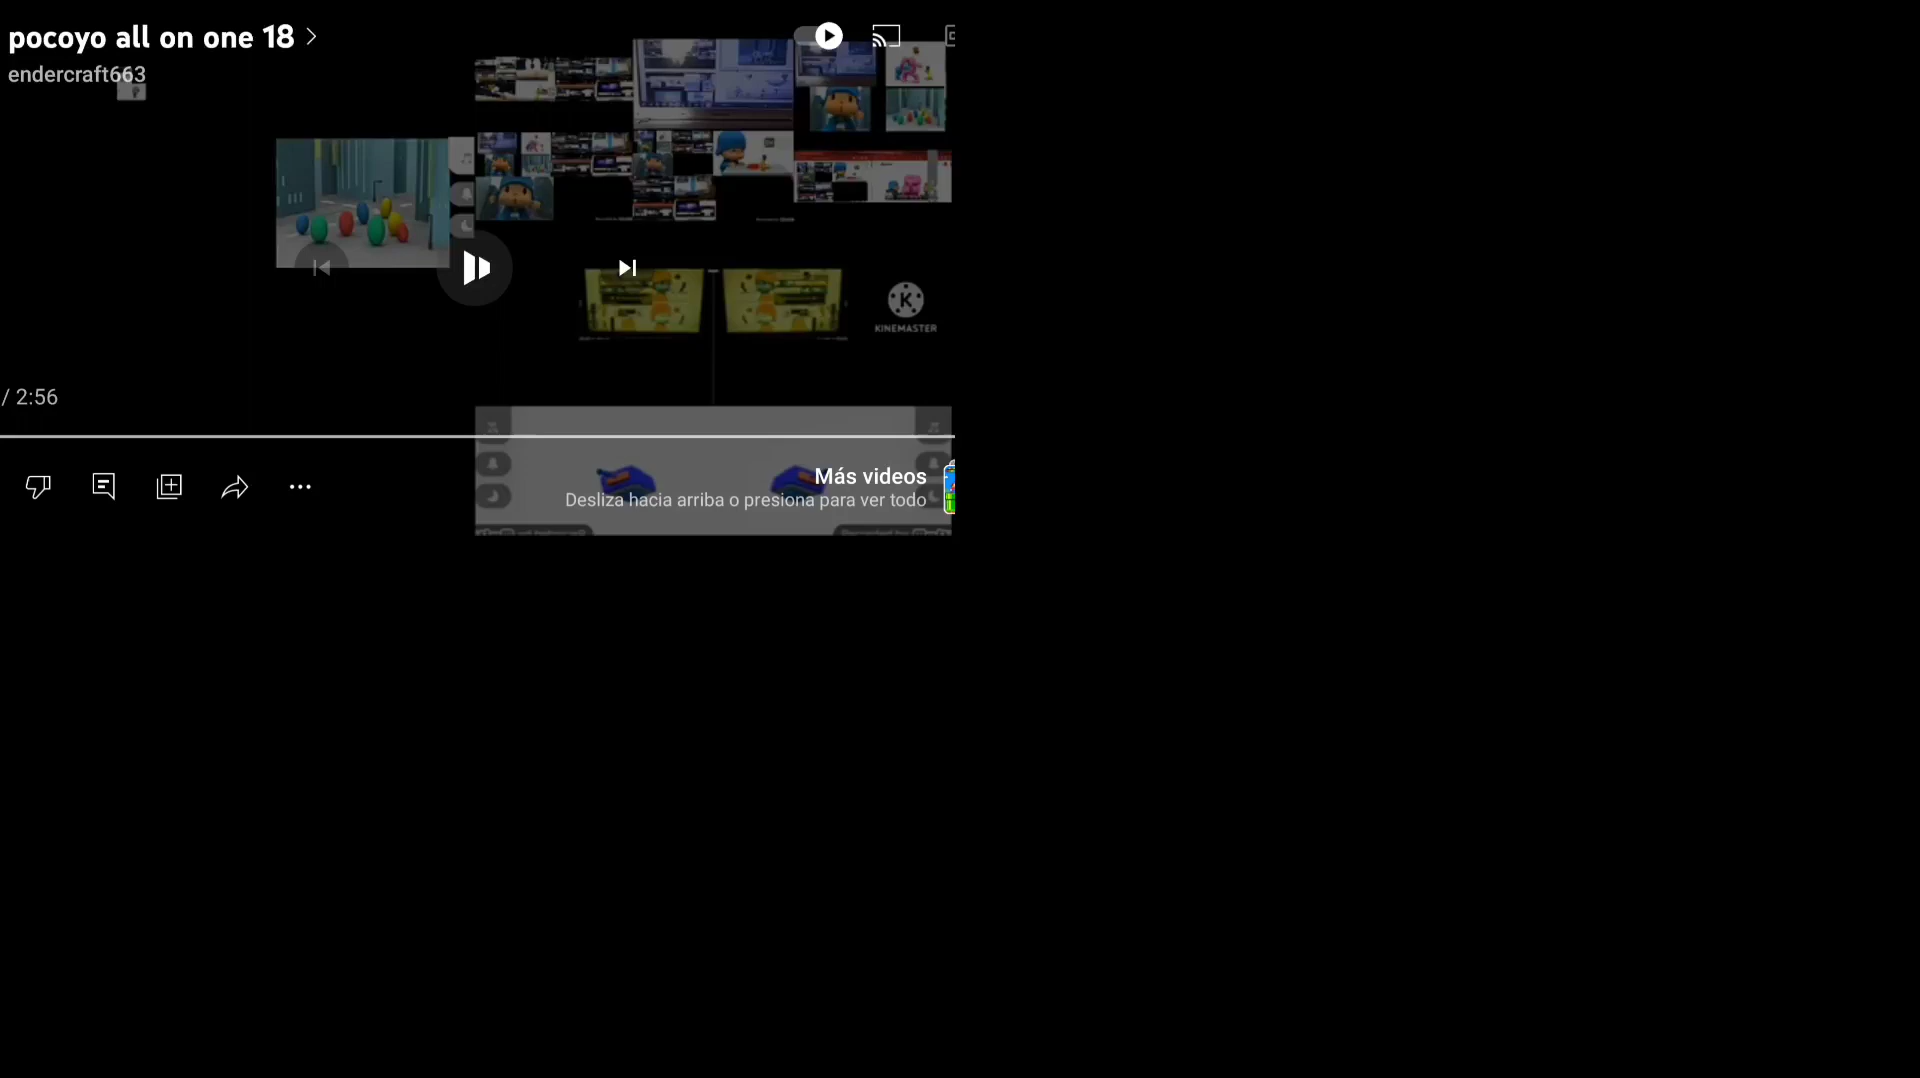 pocoyo all on one 18
endercraft663
KINEMASTER
/ 2:56
Más videos
Desliza hacia arriba o presiona para ver todo